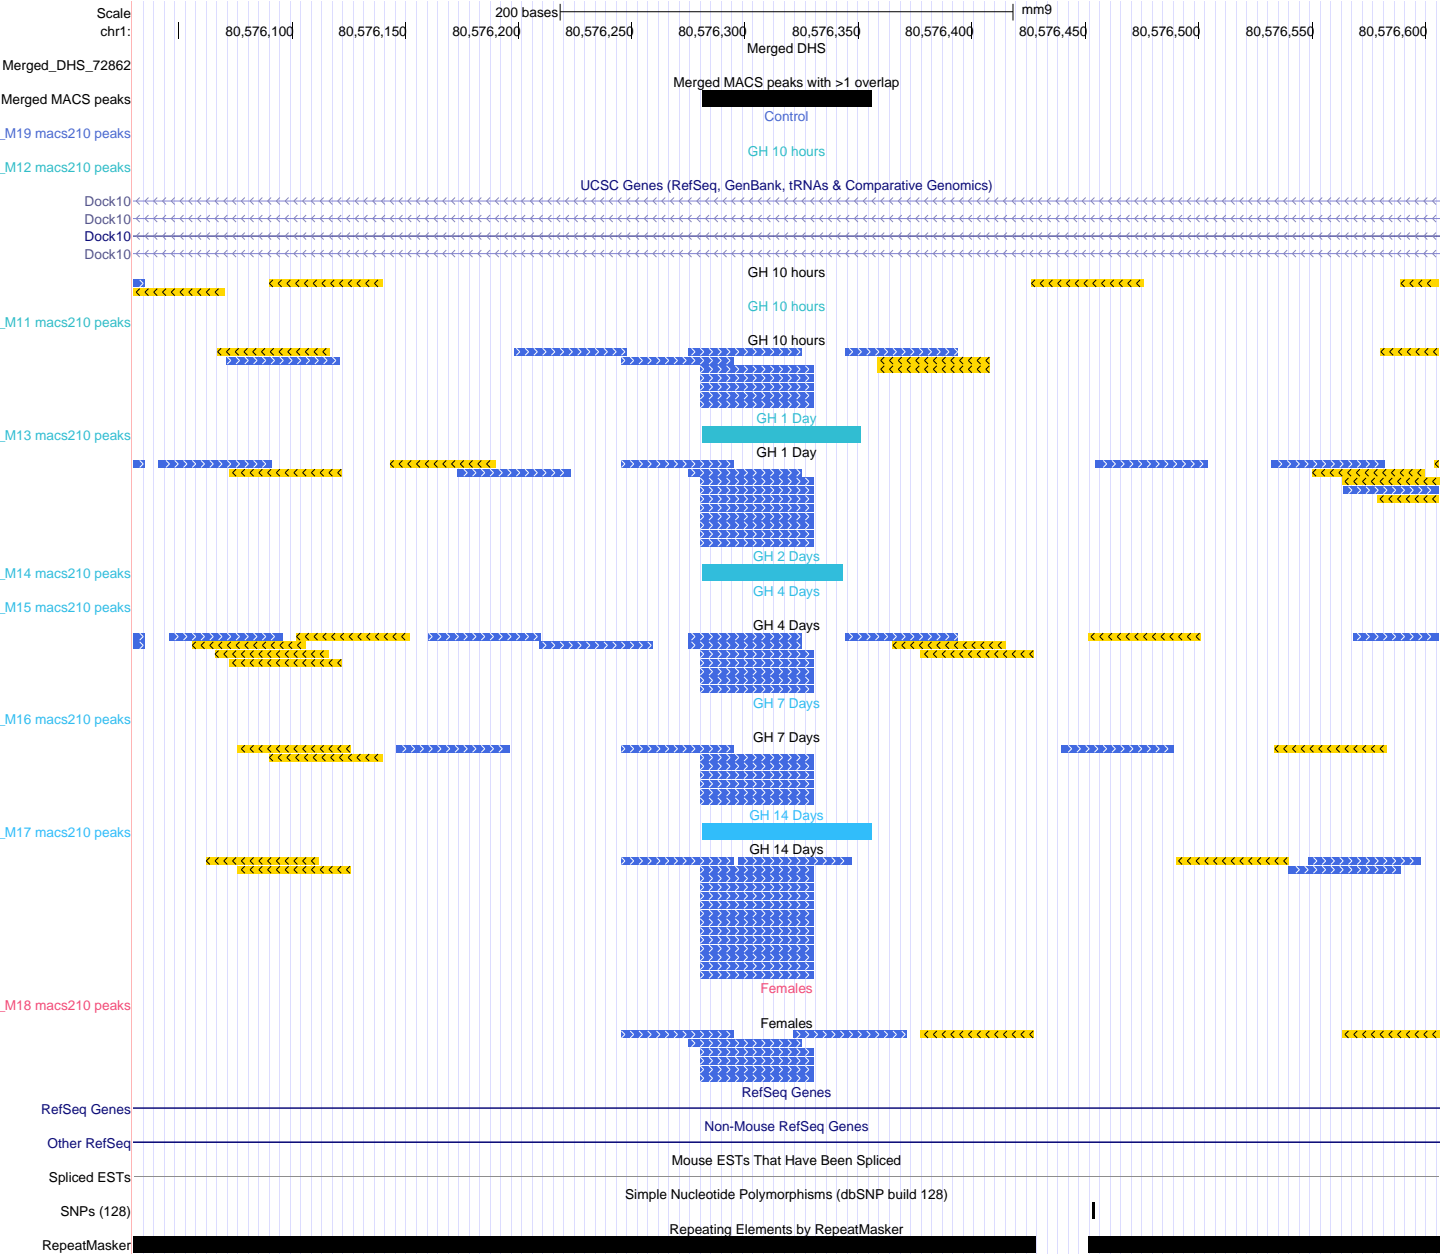 Scale 200 bases mm9
chr1: 80,576,100 80,576,150 80,576,200 80,576,250 80,576,300 80,576,350 80,576,400 80,576,450 80,576,500 80,576,550 80,576,600
Merged DHS
Merged_DHS_72862
Merged MACS peaks with >1 overlap
Merged MACS peaks
Control
_M19 macs210 peaks
GH 10 hours
_M12 macs210 peaks
UCSC Genes (RefSeq, GenBank, tRNAs & Comparative Genomics)
Dock10
Dock10
Dock10
Dock10
GH 10 hours
GH 10 hours
_M11 macs210 peaks
GH 10 hours
GH 1 Day
_M13 macs210 peaks
GH 1 Day
GH 2 Days
_M14 macs210 peaks
GH 4 Days
_M15 macs210 peaks
GH 4 Days
GH 7 Days
_M16 macs210 peaks
GH 7 Days
GH 14 Days
_M17 macs210 peaks
GH 14 Days
Females
_M18 macs210 peaks
Females
RefSeq Genes
RefSeq Genes
Non-Mouse RefSeq Genes
Other RefSeq
Mouse ESTs That Have Been Spliced
Spliced ESTs
Simple Nucleotide Polymorphisms (dbSNP build 128)
SNPs (128)
Repeating Elements by RepeatMasker
RepeatMasker